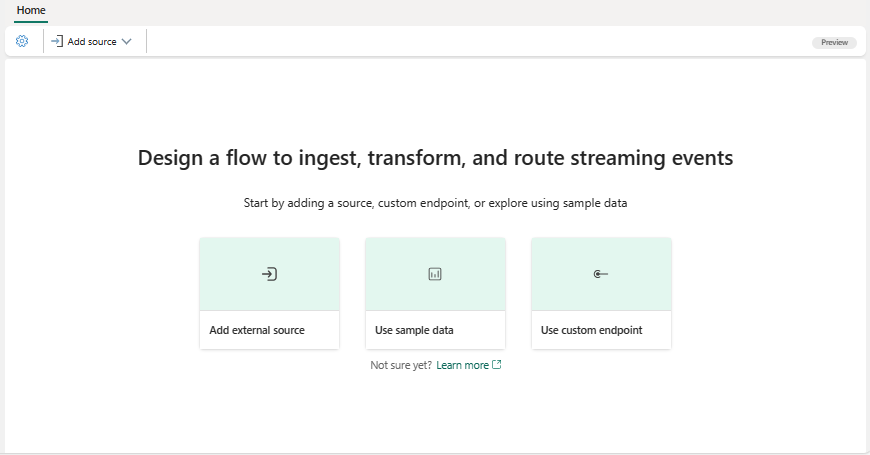 Home
Add source
Preview
Design a flow to ingest, transform, and route streaming events
Start by adding a source, custom endpoint, or explore using sample data
Add external source
Use sample data
Use custom endpoint
Not sure yet? Learn more